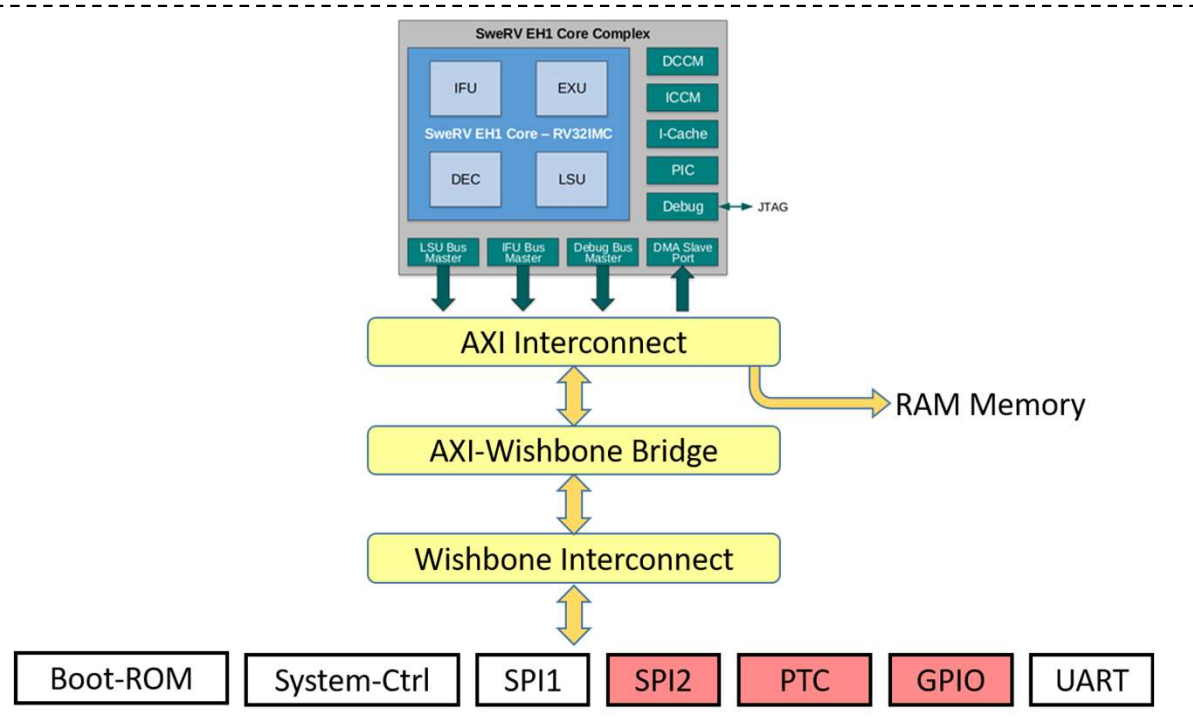 SweRV EH1 Core Complex
IFU
EXU
SweRV EH1 Core – RV32IMC
DEC
LSU
DCCM
ICCM
I-Cache
PIC
Debug
JTAG
LSU Bus
Master
IFU Bus
Master
Debug Bus
Master
DMA Slave
Port
AXI Interconnect
RAM Memory
AXI-Wishbone Bridge
Wishbone Interconnect
Boot-ROM
System-Ctrl
SPI1
SPI2
PTC
GPIO
UART